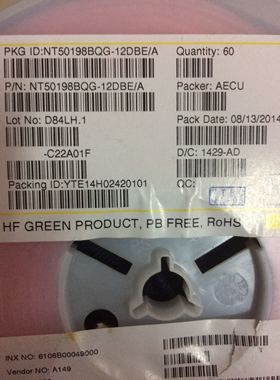 PKG ID:NT50198BQG-12DBE/A Quantity: 60
P/N: NT50198BQG-12DBE/A Packer: AECU
Lot No: D84LH.1 Pack Date: 08/13/2014
-C22A01F D/C: 1429-AD
Packing ID:YTE14H02420101 QC:
HF GREEN PRODUCT, PB FREE, RoHS
INX NO: 6106B00049000
Vendor NO: A149